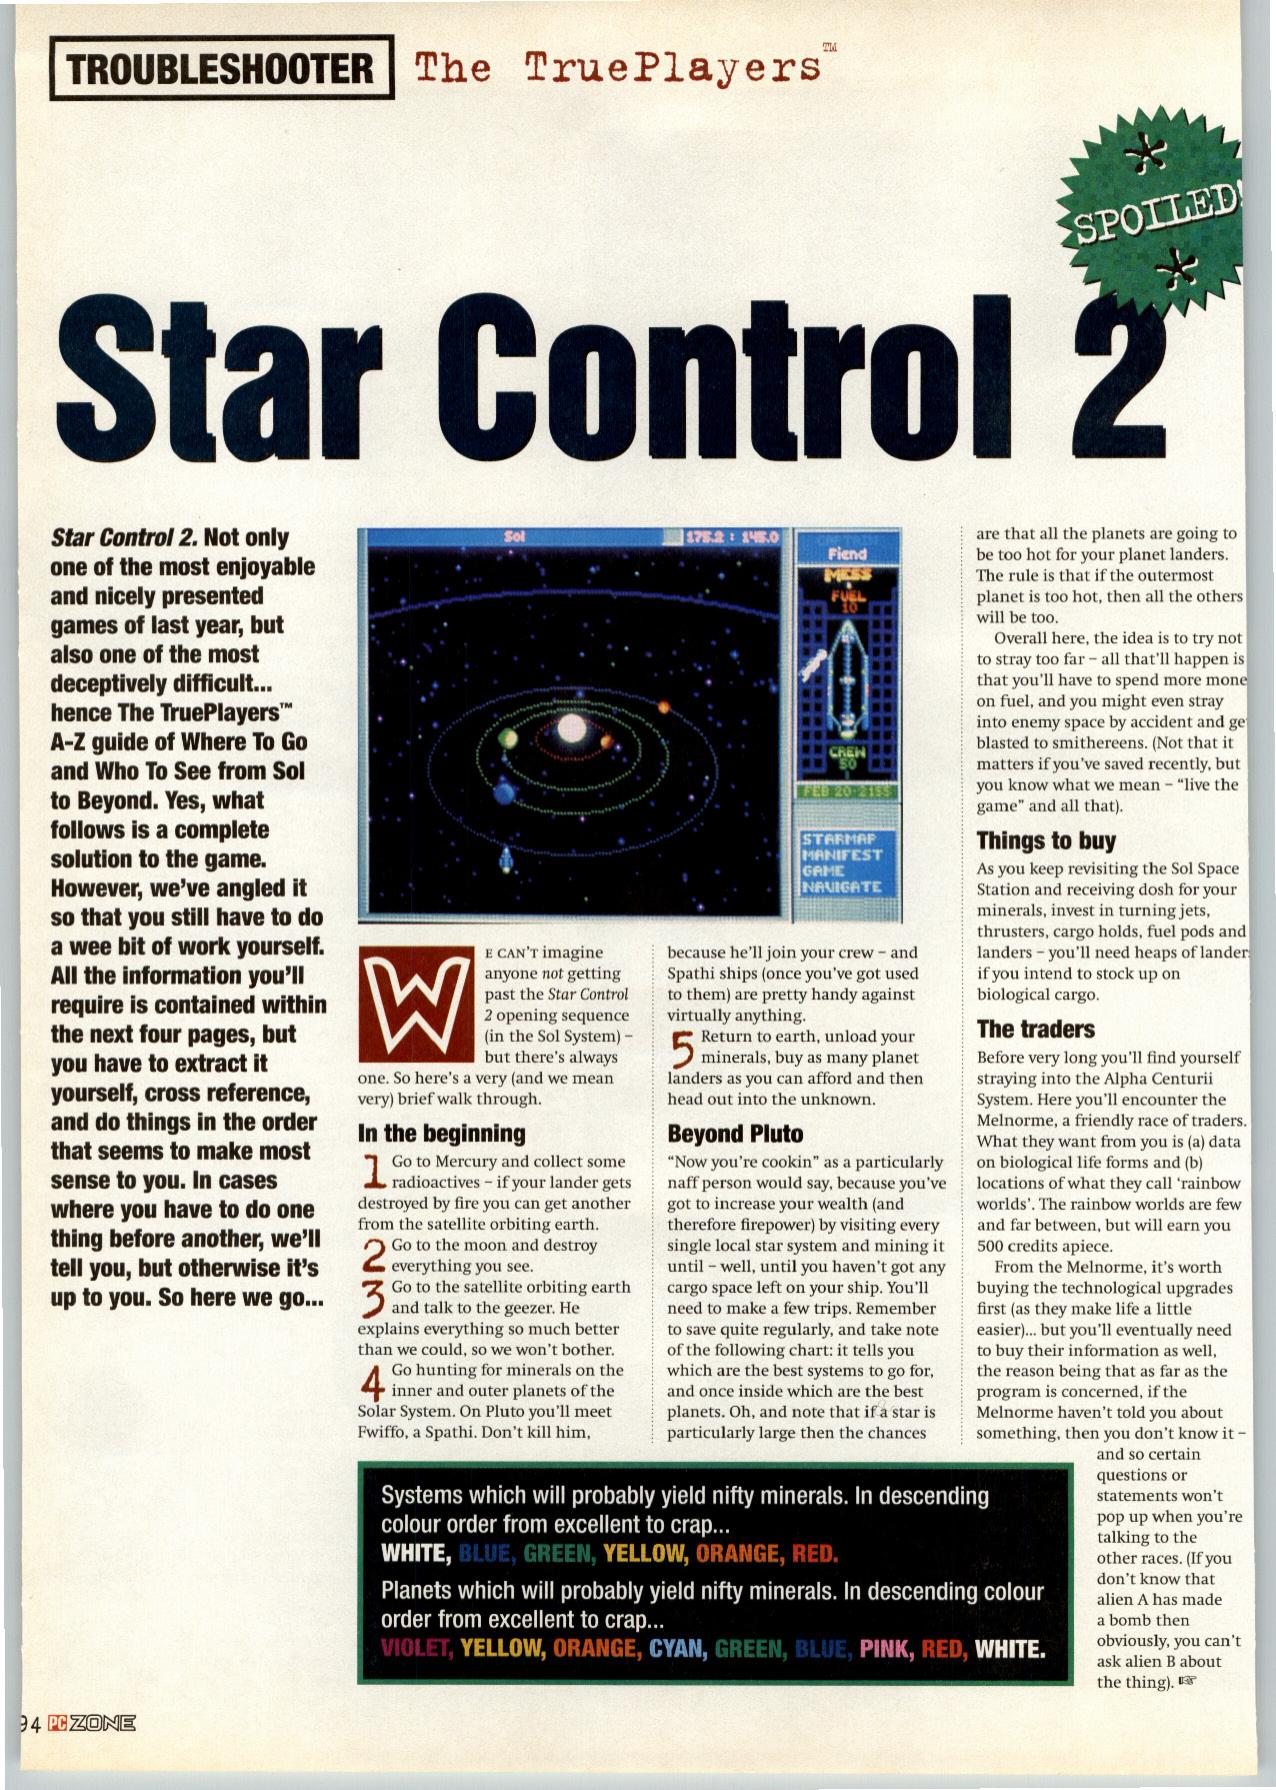 TROUBLESHOOTER
The TruePlayers™
SPOILED!
Star Control 2
Star Control 2. Not only
one of the most enjoyable
and nicely presented
games of last year, but
also one of the most
deceptively difficult...
hence The TruePlayers™
A-Z guide of Where To Go
and Who To See from Sol
to Beyond. Yes, what
follows is a complete
solution to the game.
However, we've angled it
so that you still have to do
a wee bit of work yourself.
All the information you'll
require is contained within
the next four pages, but
you have to extract it
yourself, cross reference,
and do things in the order
that seems to make most
sense to you. In cases
where you have to do one
thing before another, we'll
tell you, but otherwise it's
up to you. So here we go...
Sol
175.2 : 145.0
CAPTAIN
Fiend
MESS
FUEL
10
CREW
50
FEB 20·2155
STARMAP
MANIFEST
GAME
NAVIGATE
WE CAN'T imagine
anyone not getting
past the Star Control
2 opening sequence
(in the Sol System) –
but there's always
one. So here's a very (and we mean
very) brief walk through.
In the beginning
1 Go to Mercury and collect some
radioactives – if your lander gets
destroyed by fire you can get another
from the satellite orbiting earth.
2 Go to the moon and destroy
everything you see.
3 Go to the satellite orbiting earth
and talk to the geezer. He
explains everything so much better
than we could, so we won't bother.
4 Go hunting for minerals on the
inner and outer planets of the
Solar System. On Pluto you'll meet
Fwiffo, a Spathi. Don't kill him,
because he'll join your crew – and
Spathi ships (once you've got used
to them) are pretty handy against
virtually anything.
5 Return to earth, unload your
minerals, buy as many planet
landers as you can afford and then
head out into the unknown.
Beyond Pluto
"Now you're cookin" as a particularly
naff person would say, because you've
got to increase your wealth (and
therefore firepower) by visiting every
single local star system and mining it
until – well, until you haven't got any
cargo space left on your ship. You'll
need to make a few trips. Remember
to save quite regularly, and take note
of the following chart: it tells you
which are the best systems to go for,
and once inside which are the best
planets. Oh, and note that if a star is
particularly large then the chances
are that all the planets are going to
be too hot for your planet landers.
The rule is that if the outermost
planet is too hot, then all the others
will be too.
Overall here, the idea is to try not
to stray too far – all that'll happen is
that you'll have to spend more mone
on fuel, and you might even stray
into enemy space by accident and ge
blasted to smithereens. (Not that it
matters if you've saved recently, but
you know what we mean – "live the
game" and all that).
Things to buy
As you keep revisiting the Sol Space
Station and receiving dosh for your
minerals, invest in turning jets,
thrusters, cargo holds, fuel pods and
landers – you'll need heaps of lander
if you intend to stock up on
biological cargo.
The traders
Before very long you'll find yourself
straying into the Alpha Centurii
System. Here you'll encounter the
Melnorme, a friendly race of traders.
What they want from you is (a) data
on biological life forms and (b)
locations of what they call 'rainbow
worlds'. The rainbow worlds are few
and far between, but will earn you
500 credits apiece.
From the Melnorme, it's worth
buying the technological upgrades
first (as they make life a little
easier)... but you'll eventually need
to buy their information as well,
the reason being that as far as the
program is concerned, if the
Melnorme haven't told you about
something, then you don't know it –
and so certain
questions or
statements won't
pop up when you're
talking to the
other races. (If you
don't know that
alien A has made
a bomb then
obviously, you can't
ask alien B about
the thing). ☞
Systems which will probably yield nifty minerals. In descending
colour order from excellent to crap...
WHITE, BLUE, GREEN, YELLOW, ORANGE, RED.
Planets which will probably yield nifty minerals. In descending colour
order from excellent to crap...
VIOLET, YELLOW, ORANGE, CYAN, GREEN, BLUE, PINK, RED, WHITE.
94 PC ZONE